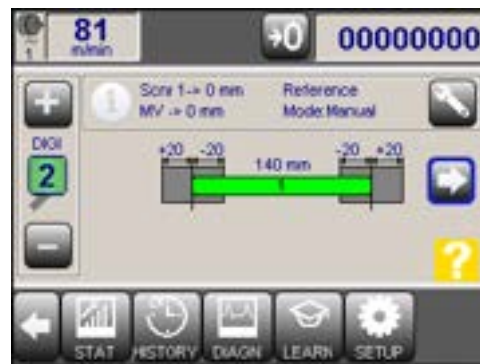 81
m/min
1
→0
00000000
Scnr 1-> 0 mm
Reference
MV -> 0 mm
Mode:Manual
DIGI
2
+20 -20
140 mm
-20 +20
1
?
STAT
HISTORY
DIAGN
LEARN
SETUP